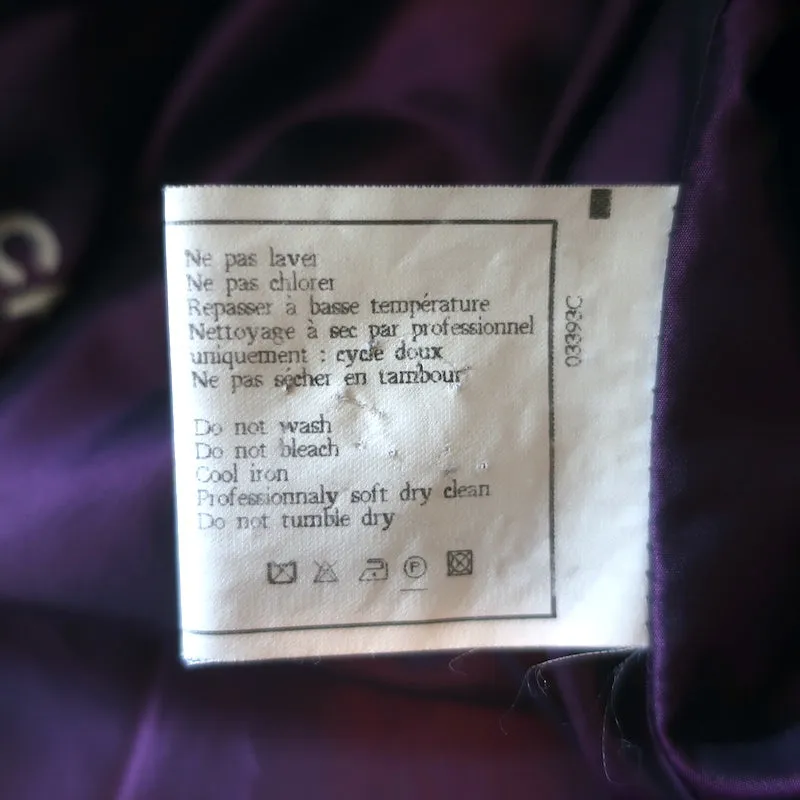 Ne pas laver
Ne pas chlorer
Repasser à basse température
Nettoyage à sec par professionnel
uniquement : cycle doux
Ne pas sécher en tambour
Do not wash
Do not bleach
Cool iron
Professionnaly soft dry clean
Do not tumble dry
F
03393C